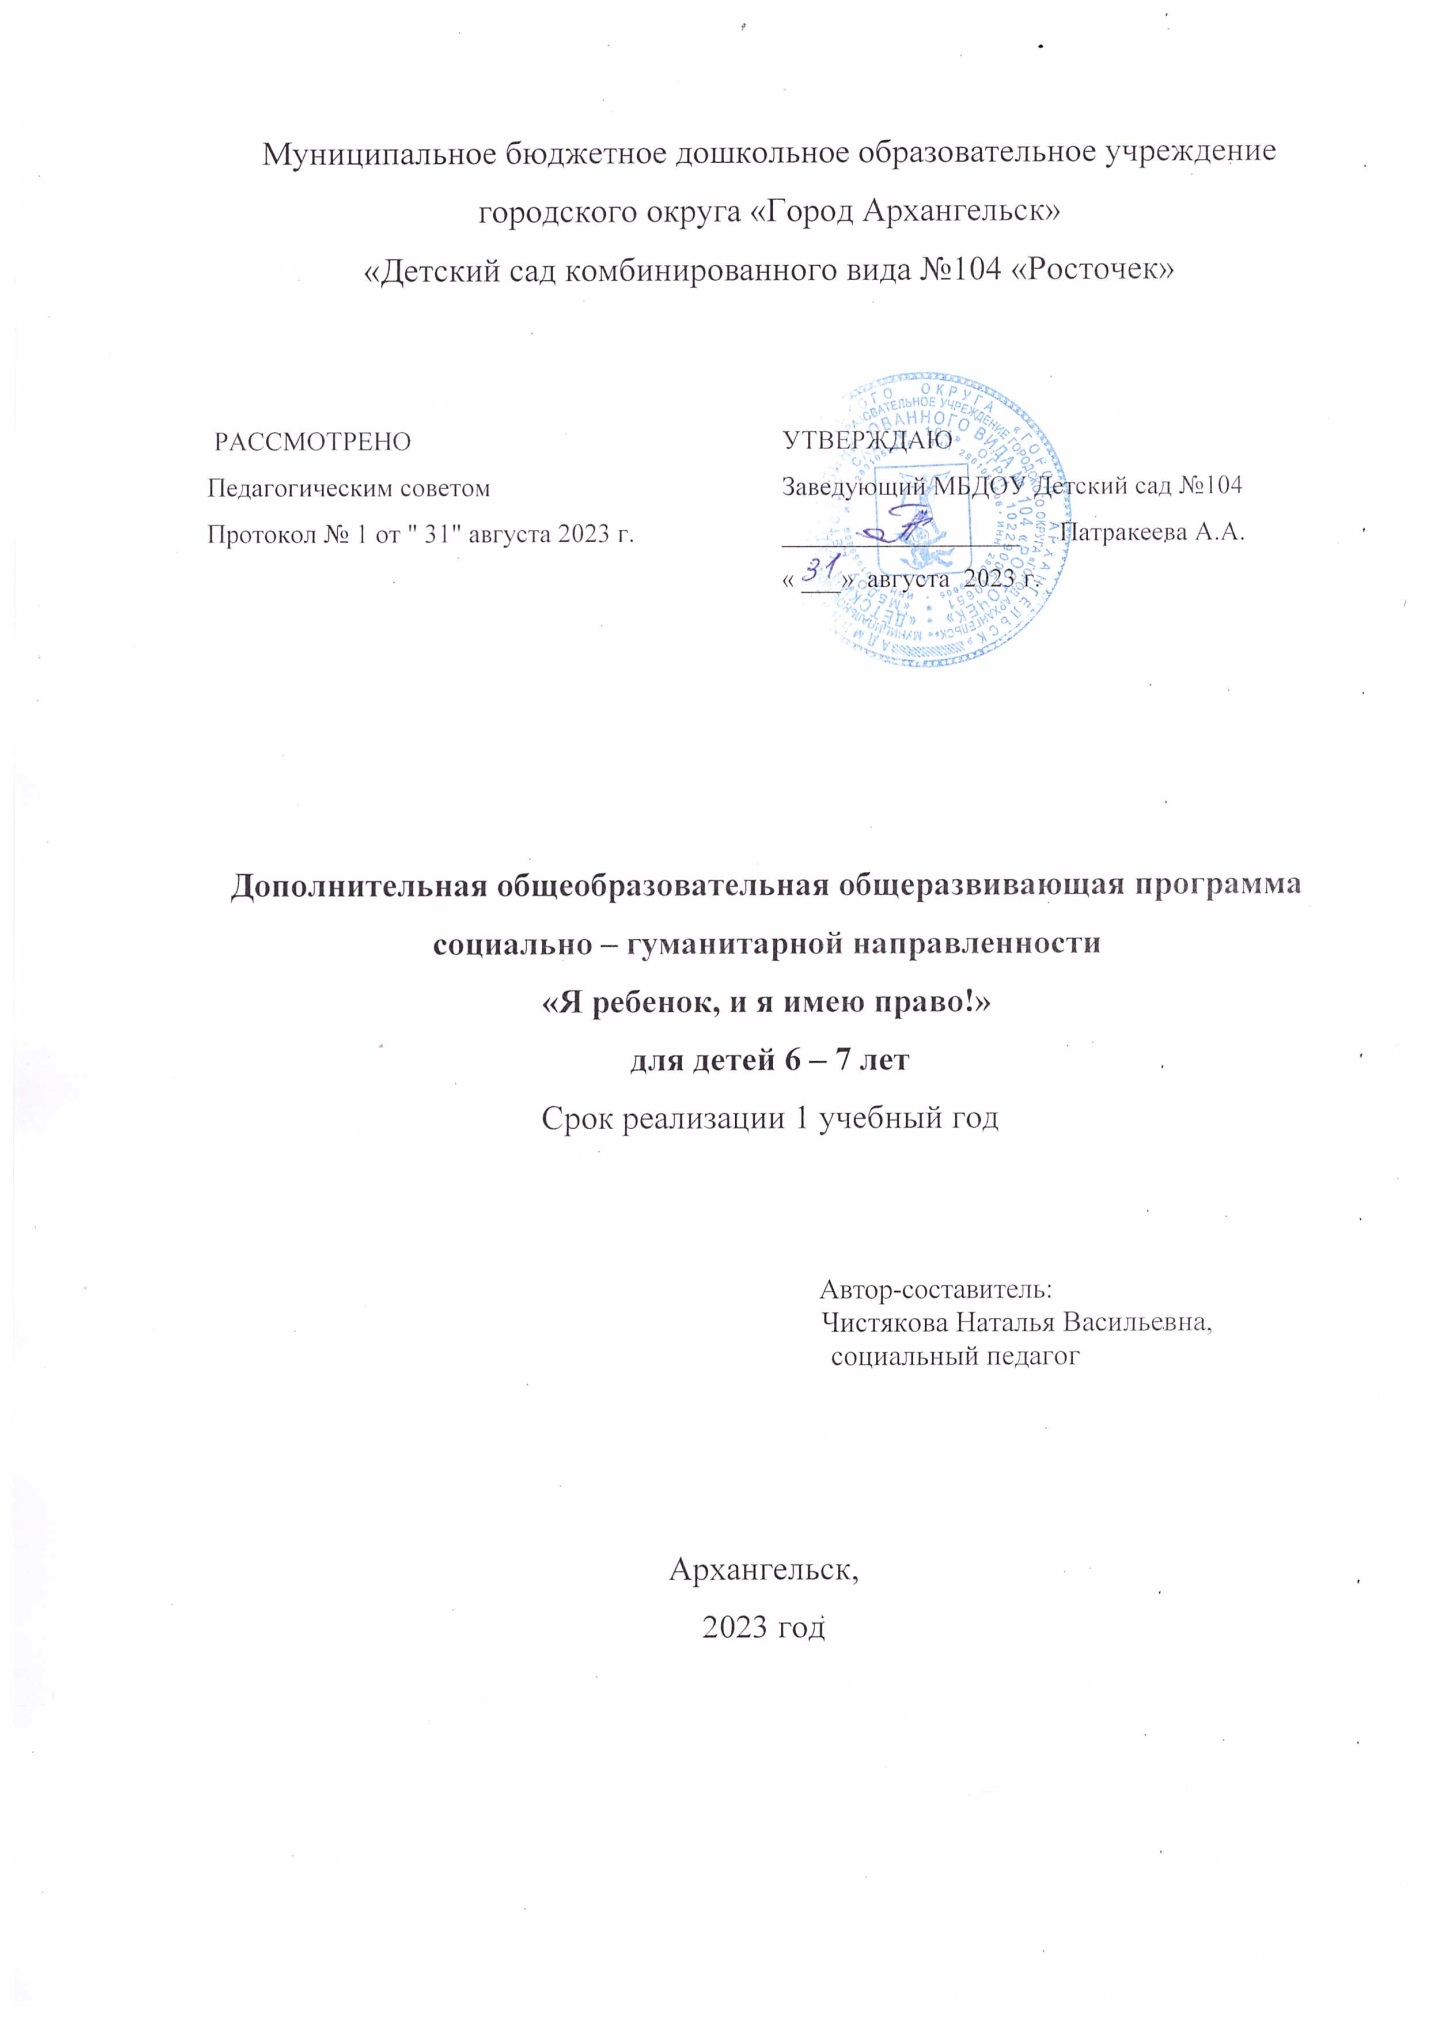 Муниципальное бюджетное дошкольное образовательное учреждение
городского округа «Город Архангельск»
«Детский сад комбинированного вида №104 «Росточек»
РАССМОТРЕНО
Педагогическим советом
Протокол № 1 от " 31" августа 2023 г.
УТВЕРЖДАЮ
Заведующий МБДОУ Детский сад №104
Патракеева А.А.
« 31 » августа 2023 г.
Дополнительная общеобразовательная общеразвивающая программа
социально – гуманитарной направленности
«Я ребенок, и я имею право!»
для детей 6 – 7 лет
Срок реализации 1 учебный год
Автор-составитель:
Чистякова Наталья Васильевна,
социальный педагог
Архангельск,
2023 год